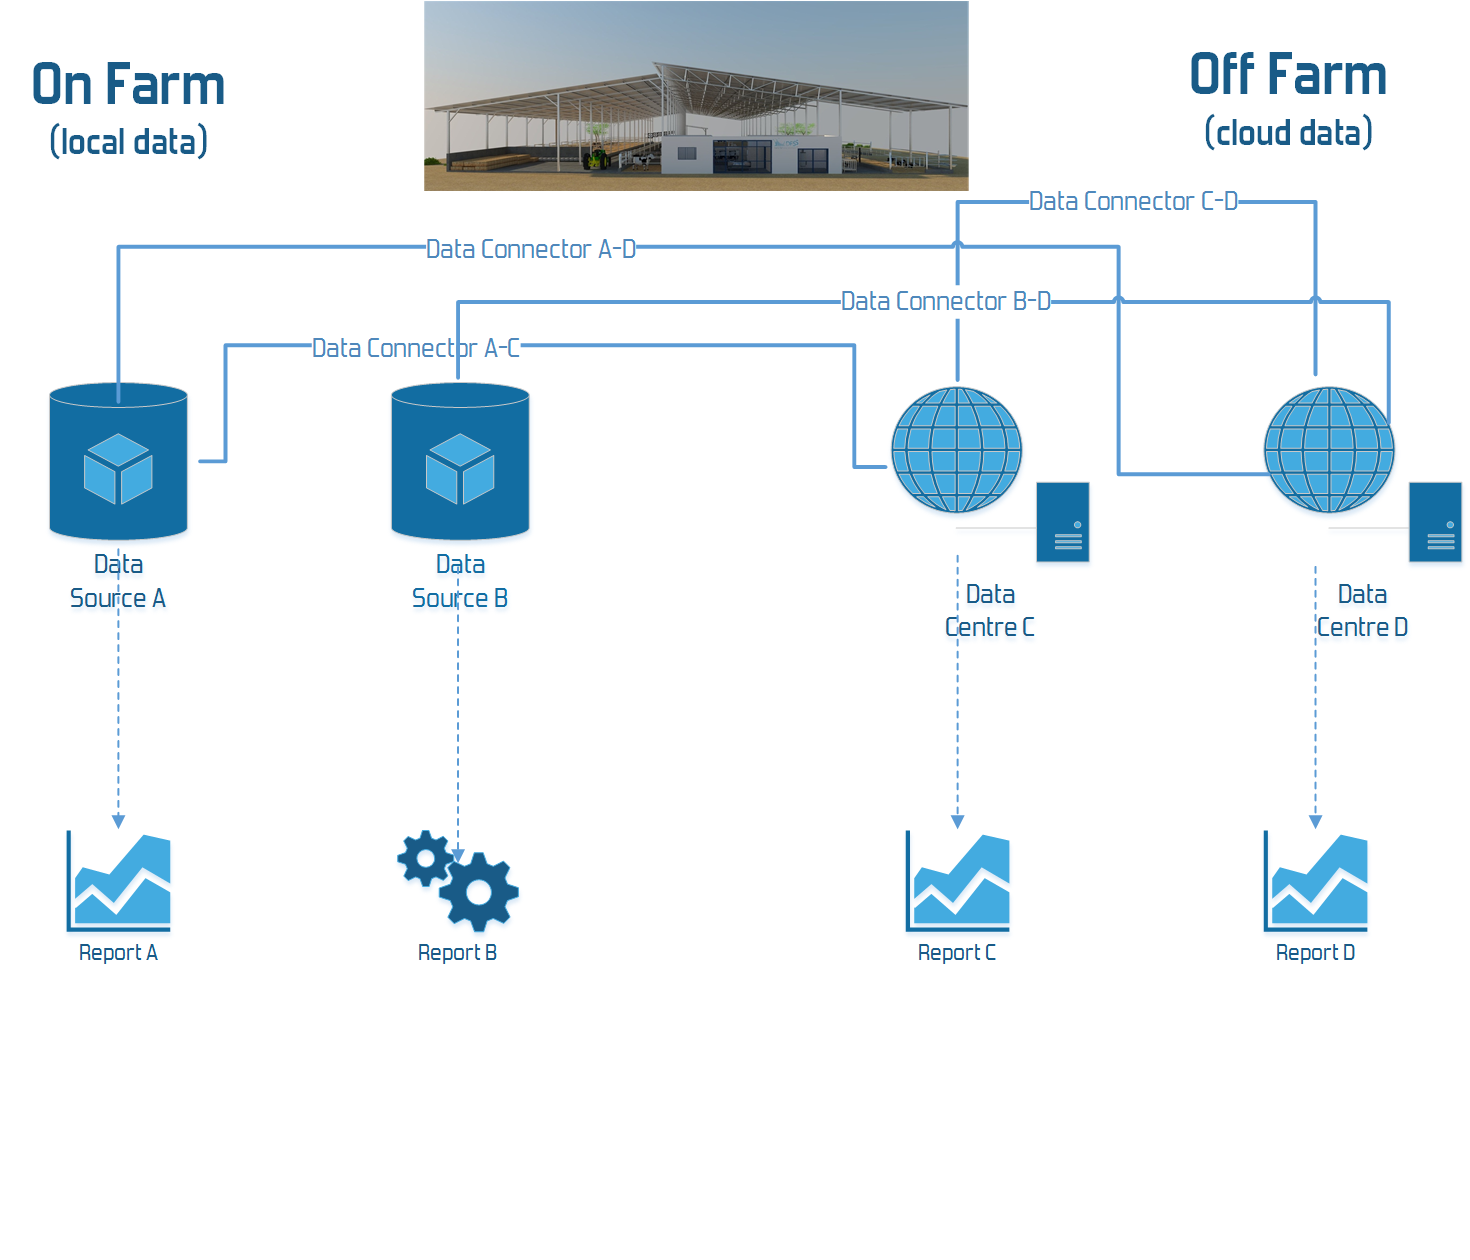 On Farm
(local data)
Off Farm
(cloud data)
Data Connector C-D
Data Connector A-D
Data Connector B-D
Data Connector A-C
Data
Source A
Data
Source B
Data
Centre C
Data
Centre D
Report A
Report B
Report C
Report D